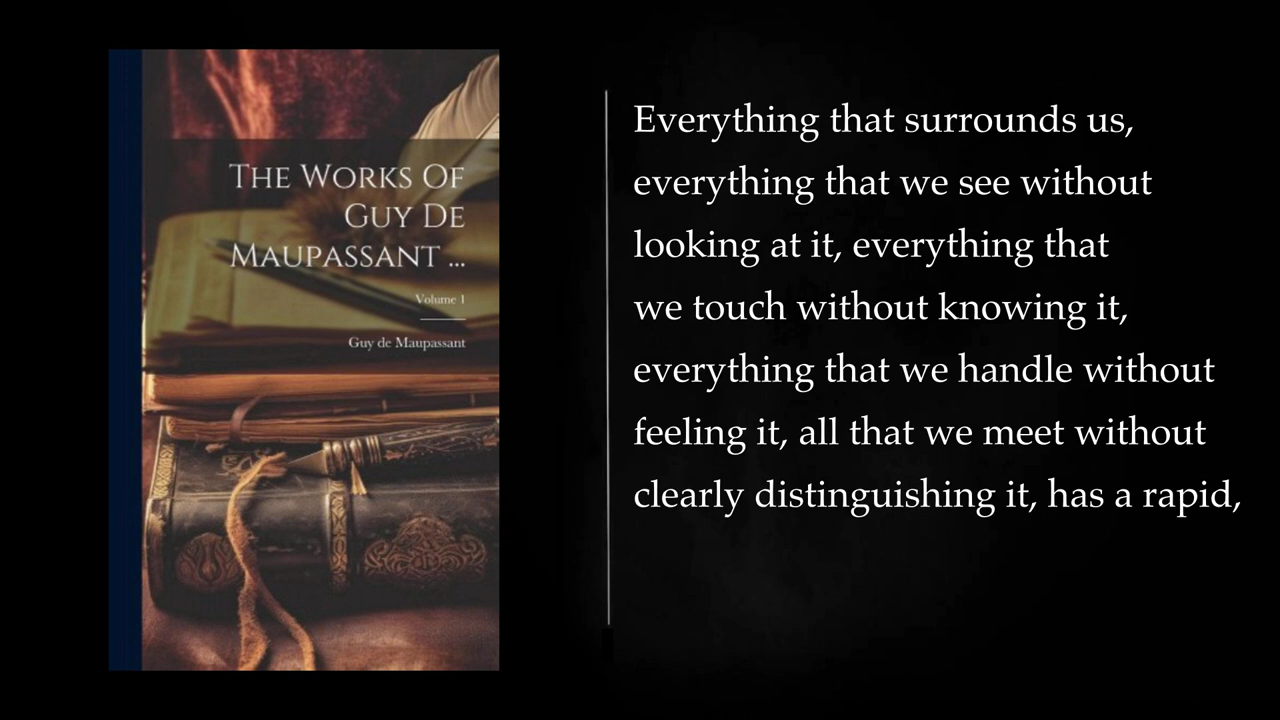 The Works Of
Guy De
Maupassant ...
Volume 1
Guy de Maupassant
Everything that surrounds us,
everything that we see without
looking at it, everything that
we touch without knowing it,
everything that we handle without
feeling it, all that we meet without
clearly distinguishing it, has a rapid,